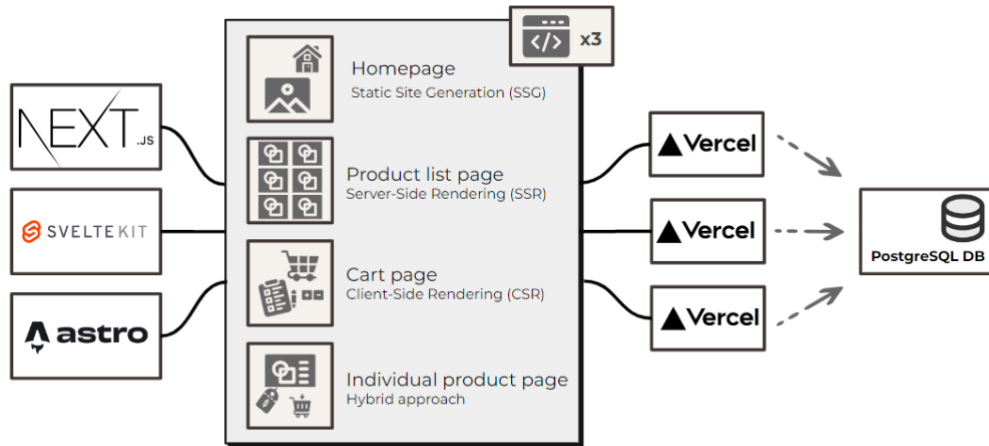 NEXT.JS
SVELTEKIT
astro
x3
Homepage
Static Site Generation (SSG)
Product list page
Server-Side Rendering (SSR)
Cart page
Client-Side Rendering (CSR)
Individual product page
Hybrid approach
Vercel
Vercel
Vercel
PostgreSQL DB